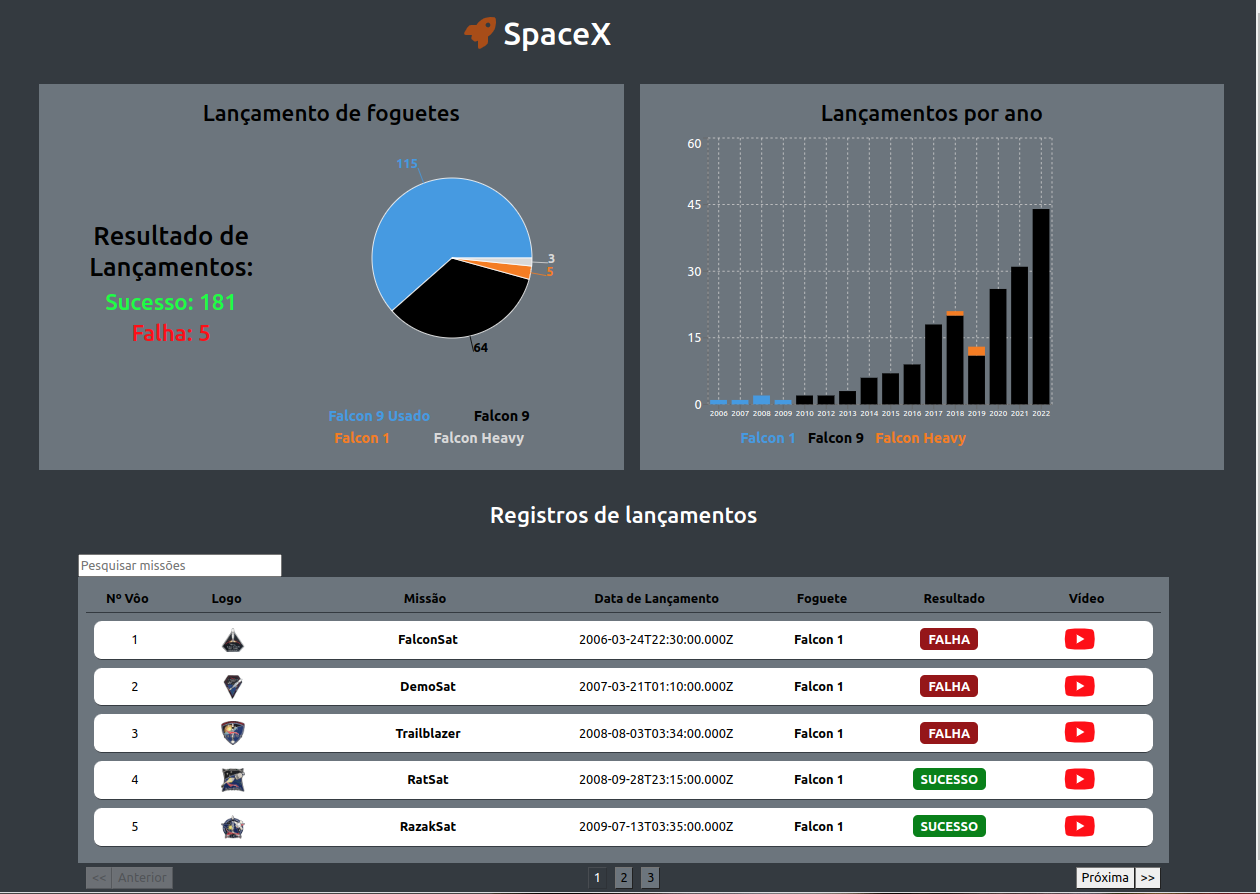 SpaceX
Lançamento de foguetes
Resultado de
Lançamentos:
Sucesso: 181
Falha: 5
115
3
5
64
Falcon 9 Usado Falcon 9
Falcon 1 Falcon Heavy
Lançamentos por ano
60
45
30
15
0
2006 2007 2008 2009 2010 2012 2013 2014 2015 2016 2017 2018 2019 2020 2021 2022
Falcon 1 Falcon 9 Falcon Heavy
Registros de lançamentos
Pesquisar missões
Nº Vôo Logo Missão Data de Lançamento Foguete Resultado Vídeo
1 FalconSat 2006-03-24T22:30:00.000Z Falcon 1 FALHA
2 DemoSat 2007-03-21T01:10:00.000Z Falcon 1 FALHA
3 Trailblazer 2008-08-03T03:34:00.000Z Falcon 1 FALHA
4 RatSat 2008-09-28T23:15:00.000Z Falcon 1 SUCESSO
5 RazakSat 2009-07-13T03:35:00.000Z Falcon 1 SUCESSO
<< Anterior 1 2 3 Próxima >>